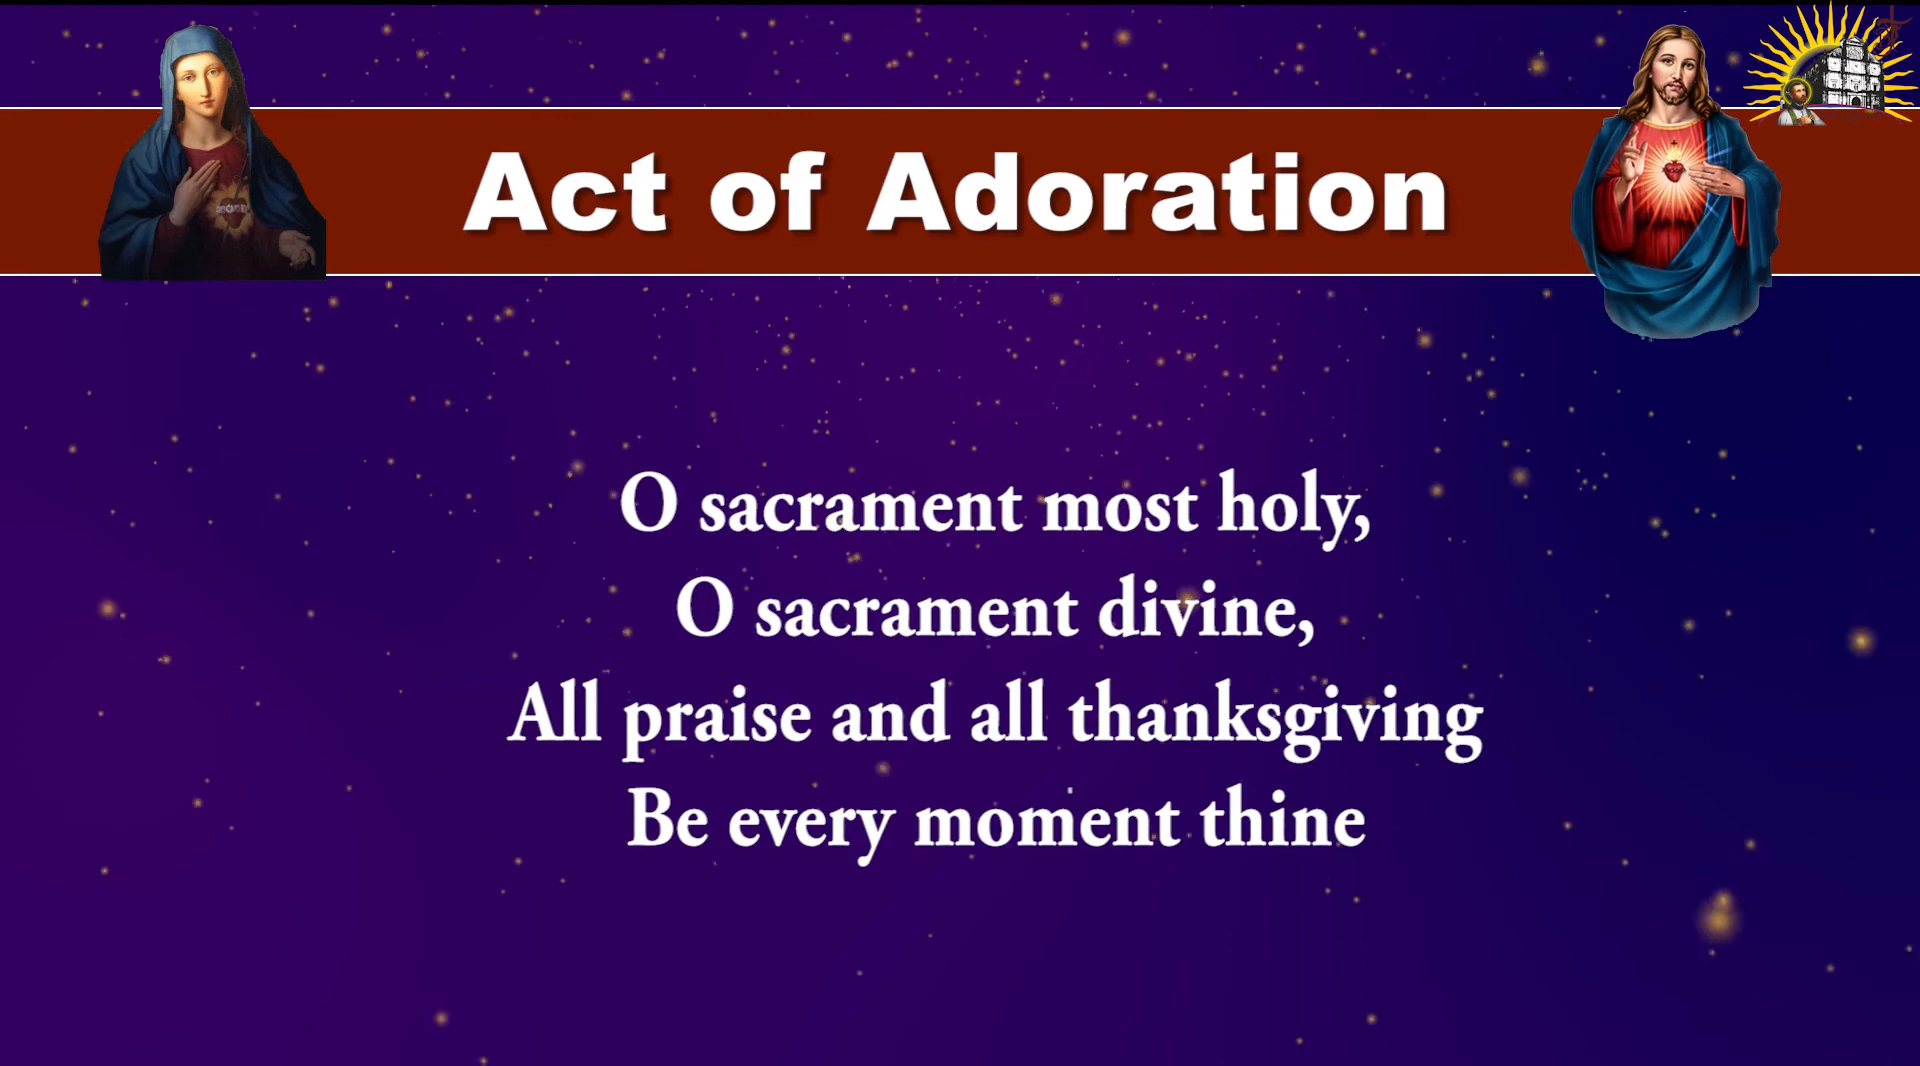 Act of Adoration
O sacrament most holy,
O sacrament divine,
All praise and all thanksgiving
Be every moment thine